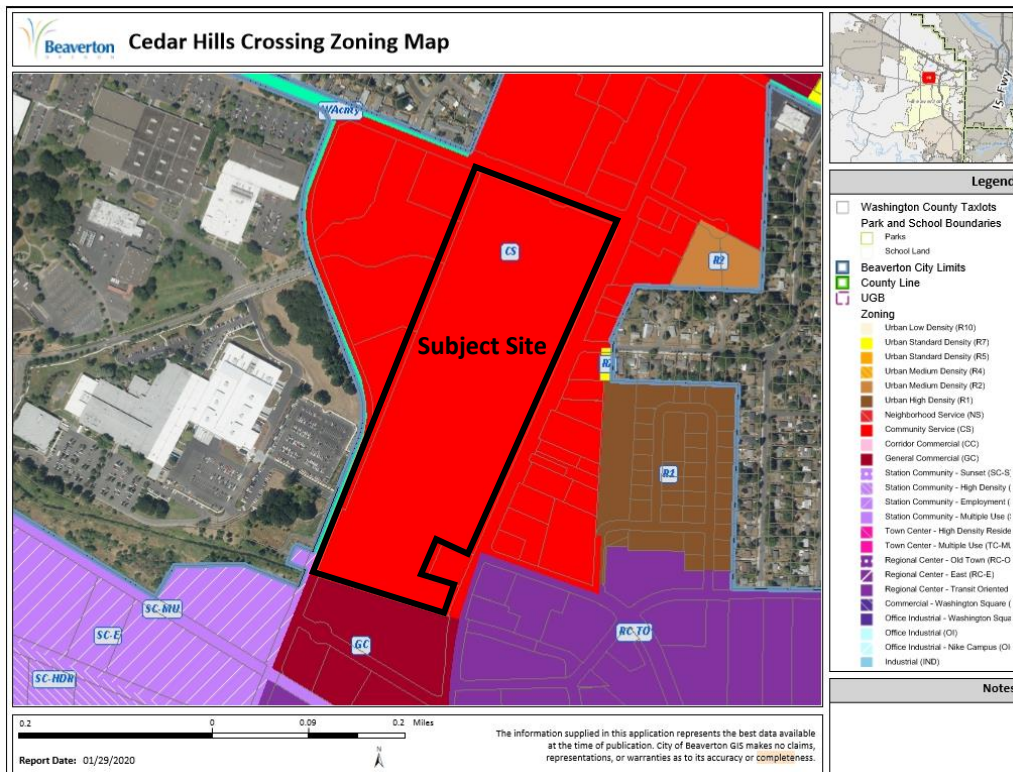 Beaverton
OREGON
Cedar Hills Crossing Zoning Map
WAcnty
CS
R2
Subject Site
R1
SC-MU
SC-E
GC
RC-TO
SC-HDR
I5 Fwy
Legend
Washington County Taxlots
Park and School Boundaries
Parks
School Land
Beaverton City Limits
County Line
UGB
Zoning
Urban Low Density (R10)
Urban Standard Density (R7)
Urban Standard Density (R5)
Urban Medium Density (R4)
Urban Medium Density (R2)
Urban High Density (R1)
Neighborhood Service (NS)
Community Service (CS)
Corridor Commercial (CC)
General Commercial (GC)
Station Community - Sunset (SC-S)
Station Community - High Density (
Station Community - Employment (
Station Community - Multiple Use (
Town Center - High Density Reside
Town Center - Multiple Use (TC-MU
Regional Center - Old Town (RC-O
Regional Center - East (RC-E)
Regional Center - Transit Oriented
Commercial - Washington Square (
Office Industrial - Washington Squa
Office Industrial (OI)
Office Industrial - Nike Campus (OI-
Industrial (IND)
Notes
0.2 0 0.09 0.2 Miles
Report Date: 01/29/2020
N
The information supplied in this application represents the best data available
at the time of publication. City of Beaverton GIS makes no claims,
representations, or warranties as to its accuracy or completeness.